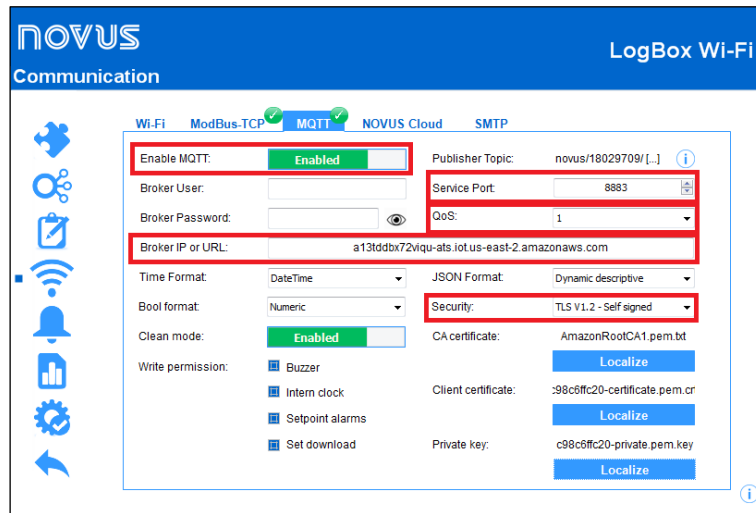 novus
LogBox Wi-Fi
Communication
Wi-Fi ModBus-TCP MQTT NOVUS Cloud SMTP
Enable MQTT: Enabled Publisher Topic: novus/18029709/ [...]
Broker User: Service Port: 8883
Broker Password: QoS: 1
Broker IP or URL: a13tddbx72viqu-ats.iot.us-east-2.amazonaws.com
Time Format: DateTime JSON Format: Dynamic descriptive
Bool format: Numeric Security: TLS V1.2 - Self signed
Clean mode: Enabled CA certificate: AmazonRootCA1.pem.txt
Write permission: Buzzer Localize
Intern clock Client certificate: :98c6ffc20-certificate.pem.crt
Setpoint alarms Localize
Set download Private key: c98c6ffc20-private.pem.key
Localize